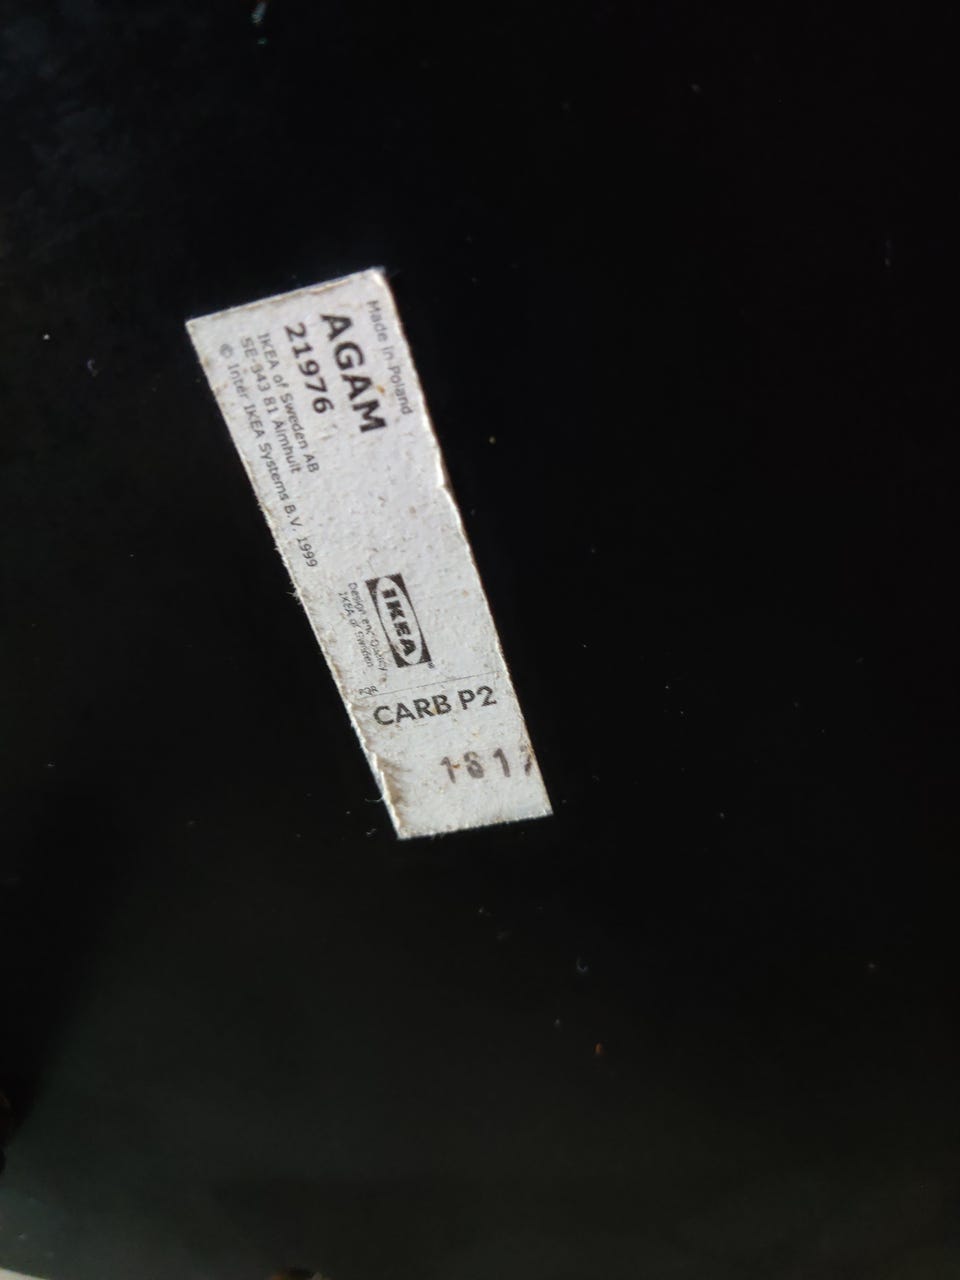 Made in Poland
AGAM
21976
IKEA of Sweden AB
SE-343 81 Älmhult
© Inter IKEA Systems B.V. 1999
IKEA
Design and Quality
IKEA of Sweden
CARB P2